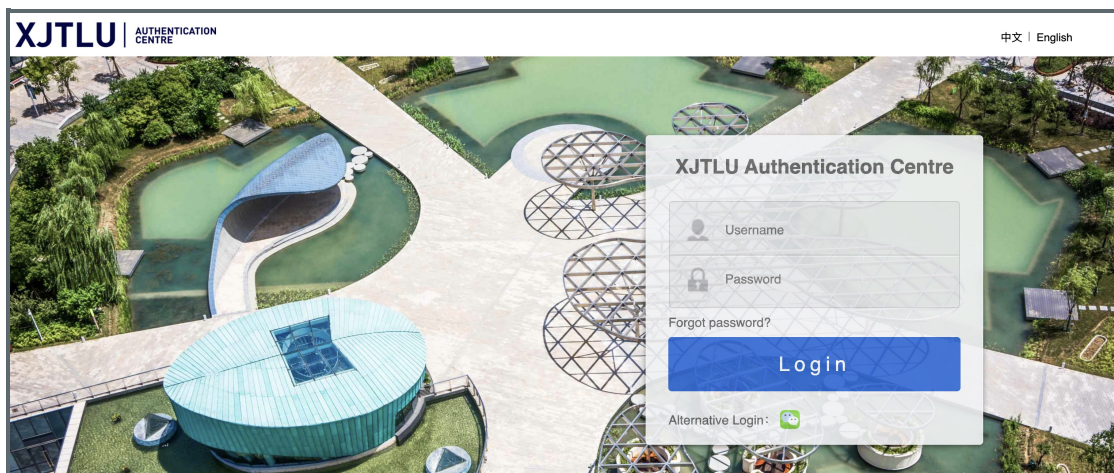 XJTLU
AUTHENTICATION
CENTRE
中文 | English
XJTLU Authentication Centre
Username
Password
Forgot password?
Login
Alternative Login: